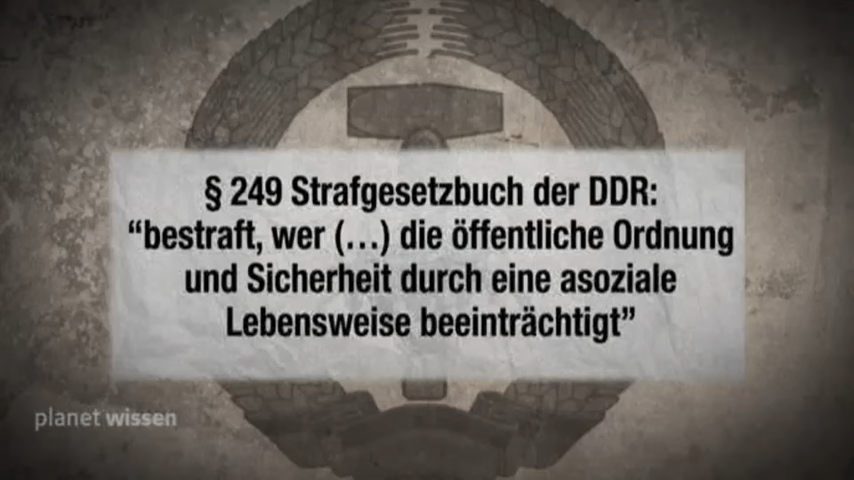 § 249 Strafgesetzbuch der DDR:
“bestraft, wer (…) die öffentliche Ordnung
und Sicherheit durch eine asoziale
Lebensweise beeinträchtigt”
planet wissen